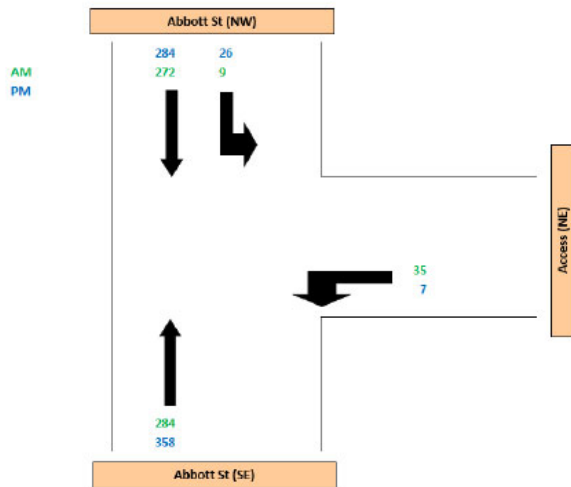 Abbott St (NW)
284 26
AM 272 9
PM
Access (NE)
35
7
284
358
Abbott St (SE)